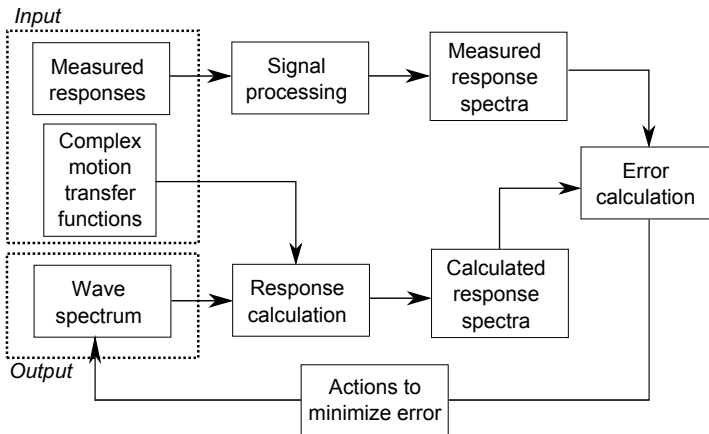 Input
Measured
responses
Signal
processing
Measured
response
spectra
Complex
motion
transfer
functions
Error
calculation
Wave
spectrum
Response
calculation
Calculated
response
spectra
Output
Actions to
minimize error